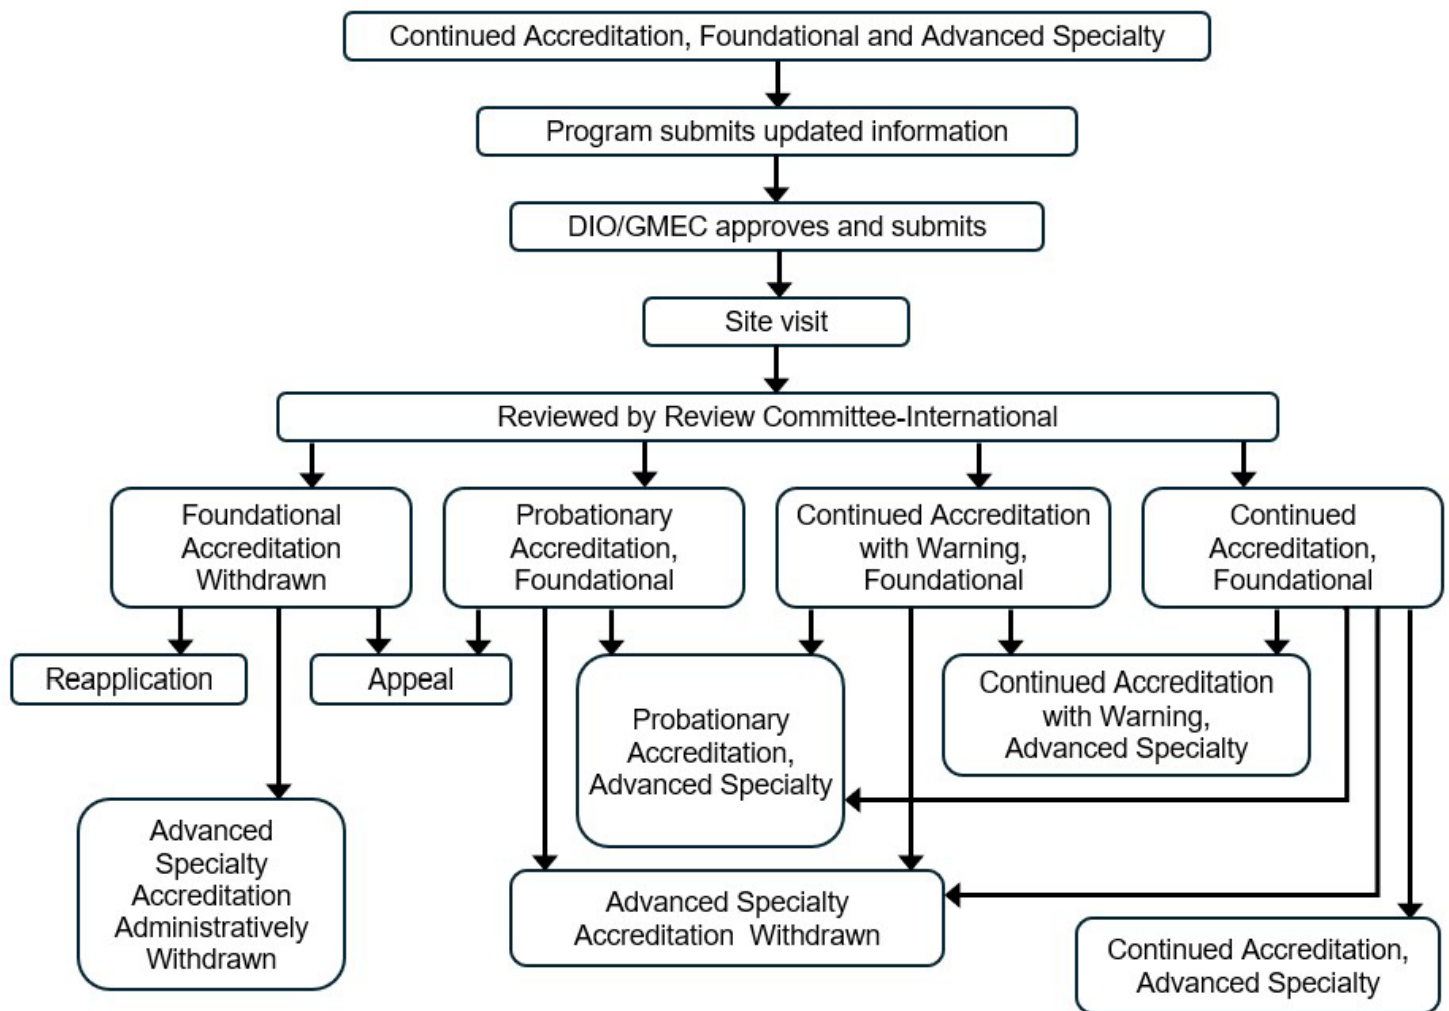 Continued Accreditation, Foundational and Advanced Specialty
Program submits updated information
DIO/GMEC approves and submits
Site visit
Reviewed by Review Committee-International
Foundational
Accreditation
Withdrawn
Probationary
Accreditation,
Foundational
Continued Accreditation
with Warning,
Foundational
Continued
Accreditation,
Foundational
Reapplication
Appeal
Probationary
Accreditation,
Advanced Specialty
Continued Accreditation
with Warning,
Advanced Specialty
Advanced
Specialty
Accreditation
Administratively
Withdrawn
Advanced Specialty
Accreditation Withdrawn
Continued Accreditation,
Advanced Specialty